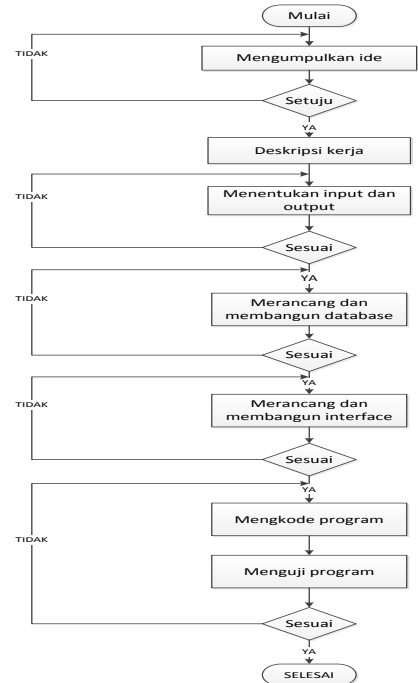 Mulai
TIDAK
Mengumpulkan ide
Setuju
YA
Deskripsi kerja
TIDAK
Menentukan input dan
output
Sesuai
YA
TIDAK
Merancang dan
membangun database
Sesuai
YA
TIDAK
Merancang dan
membangun interface
Sesuai
YA
Mengkode program
TIDAK
Menguji program
Sesuai
YA
SELESAI